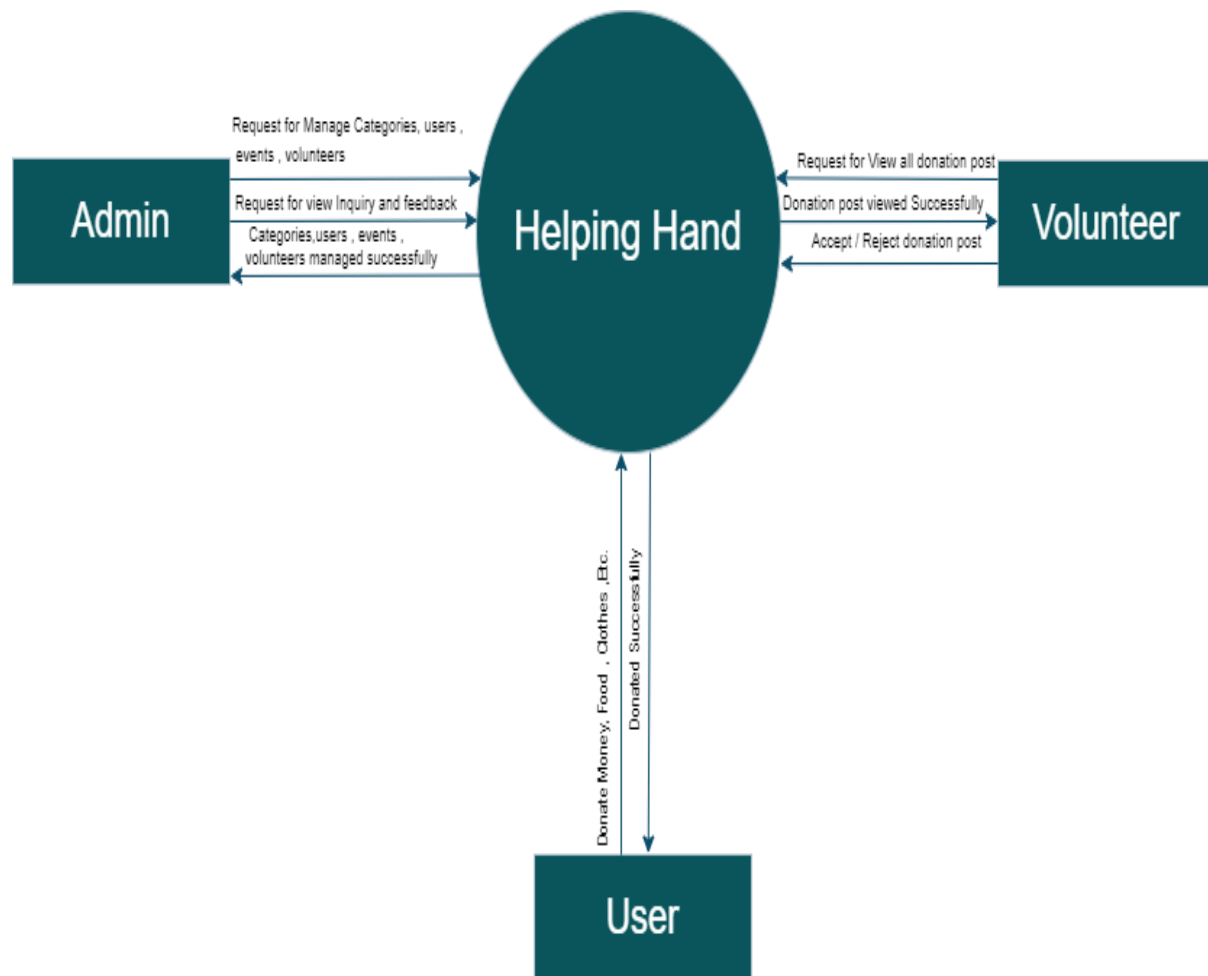 Request for Manage Categories, users ,
events , volunteers
Admin
Request for view Inquiry and feedback
Categories,users , events ,
volunteers managed successfully
Helping Hand
Request for View all donation post
Donation post viewed Successfully
Accept / Reject donation post
Volunteer
Donate Money, Food , Clothes ,Etc.
Donated Successfully
User